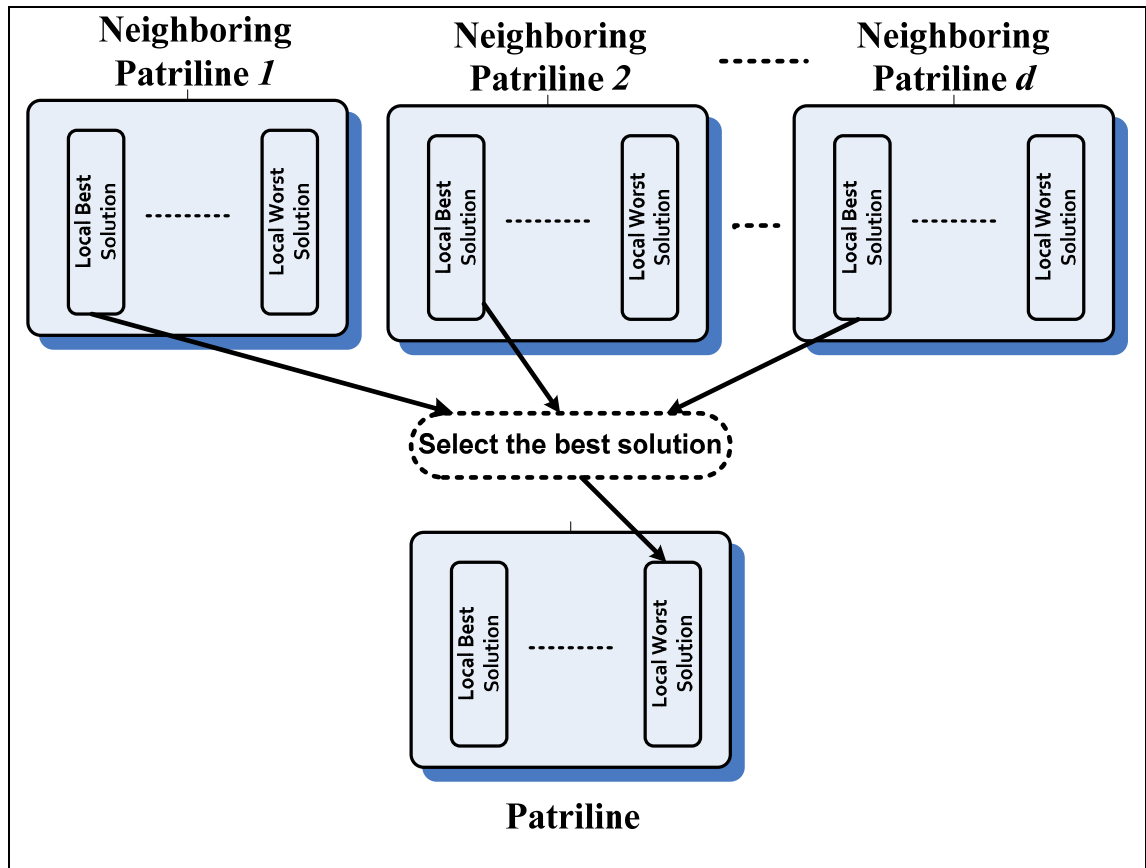 Neighboring
Patriline 1
Neighboring
Patriline 2
Neighboring
Patriline d
Local Best
Solution
Local Worst
Solution
Local Best
Solution
Local Worst
Solution
Local Best
Solution
Local Worst
Solution
Select the best solution
Local Best
Solution
Local Worst
Solution
Patriline